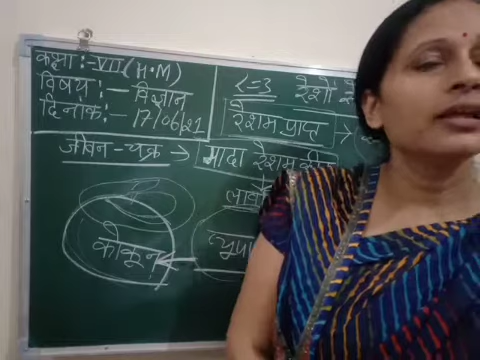 कक्षा :- VII (H.M)
विषय :- विज्ञान
दिनांक :- 17/06/21
L=3 रेशों से
रेशम प्राप्त →
जीवन-चक्र → मादा रेशम कीट
कोकून ←